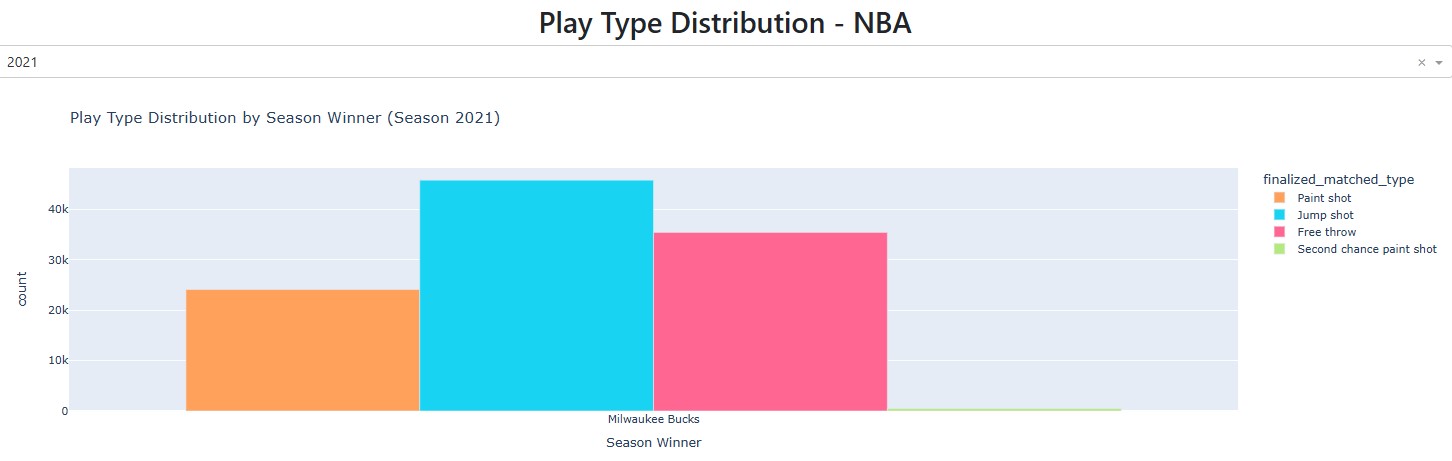 Play Type Distribution - NBA
2021
× 
Play Type Distribution by Season Winner (Season 2021)
finalized_matched_type
Paint shot
Jump shot
Free throw
Second chance paint shot
count
40k
30k
20k
10k
0
Milwaukee Bucks
Season Winner